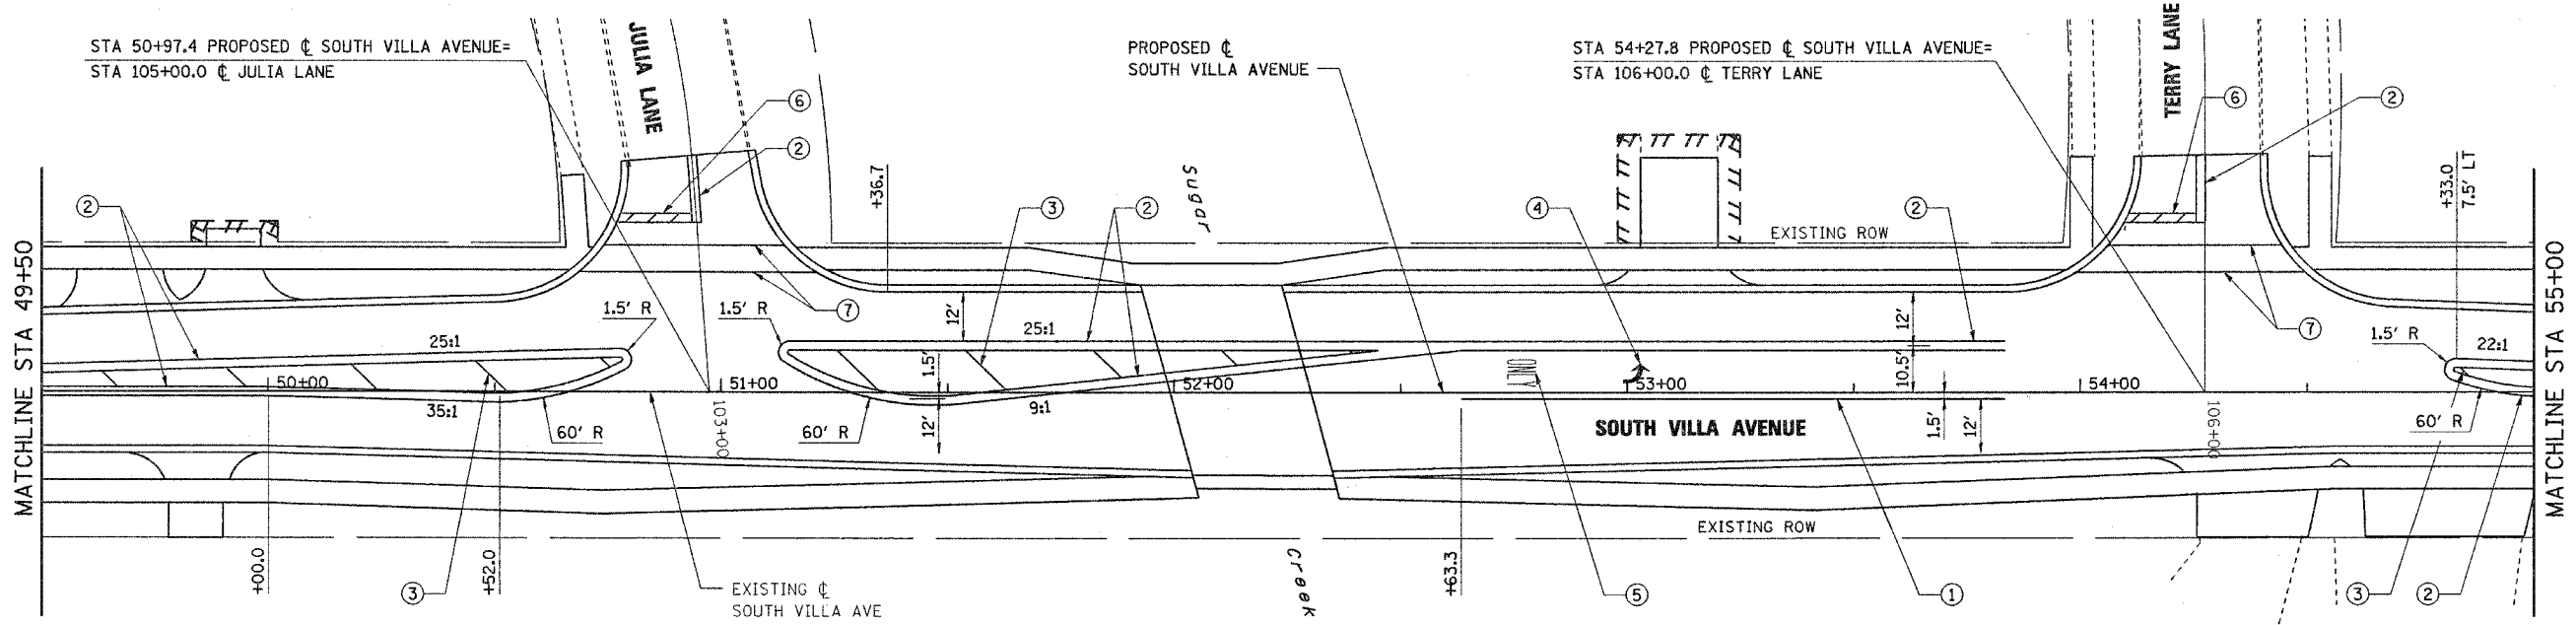 STA 50+97.4 PROPOSED ℄ SOUTH VILLA AVENUE=
STA 105+00.0 ℄ JULIA LANE
JULIA LANE
PROPOSED ℄
SOUTH VILLA AVENUE
STA 54+27.8 PROPOSED ℄ SOUTH VILLA AVENUE=
STA 106+00.0 ℄ TERRY LANE
TERRY LANE
6
2
6
2
+36.7
Sugar
+33.0
7.5' LT
2
3
2
4
2
EXISTING ROW
MATCHLINE STA 49+50
MATCHLINE STA 55+00
1.5' R
1.5' R
7
12'
25:1
25:1
12'
7
1.5' R
22:1
50+00
51+00
1.5'
52+00
ONLY
53+00
10.5'
54+00
35:1
60' R
103+00
60' R
12'
9:1
SOUTH VILLA AVENUE
1.5'
12'
106+00
60' R
EXISTING ROW
+00.0
+52.0
3
EXISTING ℄
SOUTH VILLA AVE
Creek
+63.3
5
1
3
2